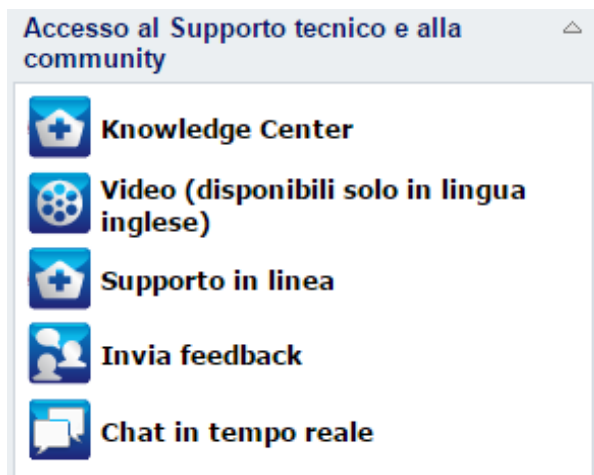 Accesso al Supporto tecnico e alla
community
Knowledge Center
Video (disponibili solo in lingua
inglese)
Supporto in linea
Invia feedback
Chat in tempo reale